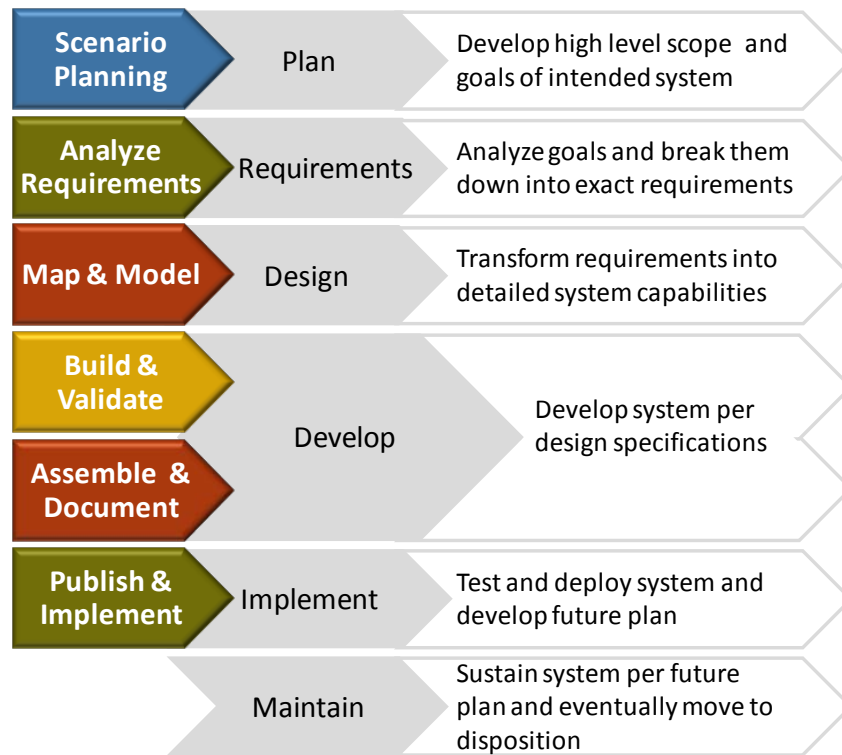 Scenario
Planning
Plan
Develop high level scope and
goals of intended system
Analyze
Requirements
Requirements
Analyze goals and break them
down into exact requirements
Map & Model
Design
Transform requirements into
detailed system capabilities
Build &
Validate
Assemble &
Document
Develop
Develop system per
design specifications
Publish &
Implement
Implement
Test and deploy system and
develop future plan
Maintain
Sustain system per future
plan and eventually move to
disposition